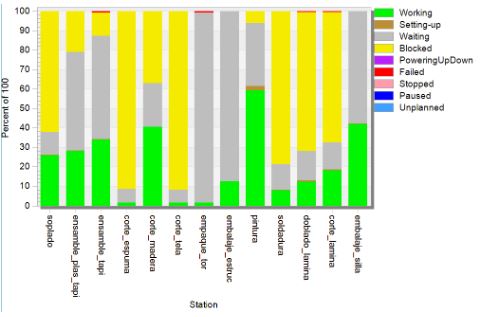 Percent of 100
100
90
80
70
60
50
40
30
20
10
0
soplado
ensamble_plas_tapi
ensamble_tapi
corte_espuma
corte_madera
corte_tela
empaque_tor
embalaje_estruc
pintura
soldadura
doblado_lamina
corte_lamina
embalaje_silla
Station
Working
Setting-up
Waiting
Blocked
PoweringUpDown
Failed
Stopped
Paused
Unplanned